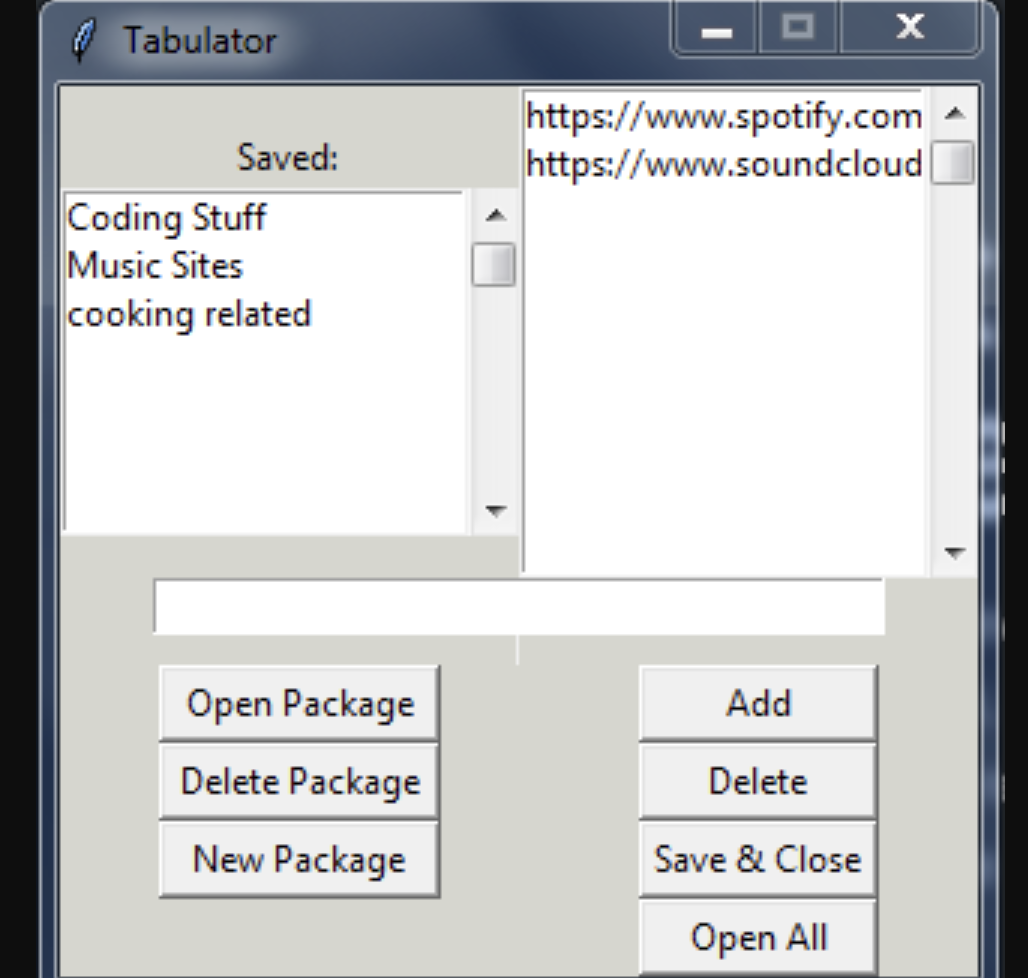 Tabulator
Saved:
Coding Stuff
Music Sites
cooking related
https://www.spotify.com
https://www.soundcloud
Open Package
Delete Package
New Package
Add
Delete
Save & Close
Open All